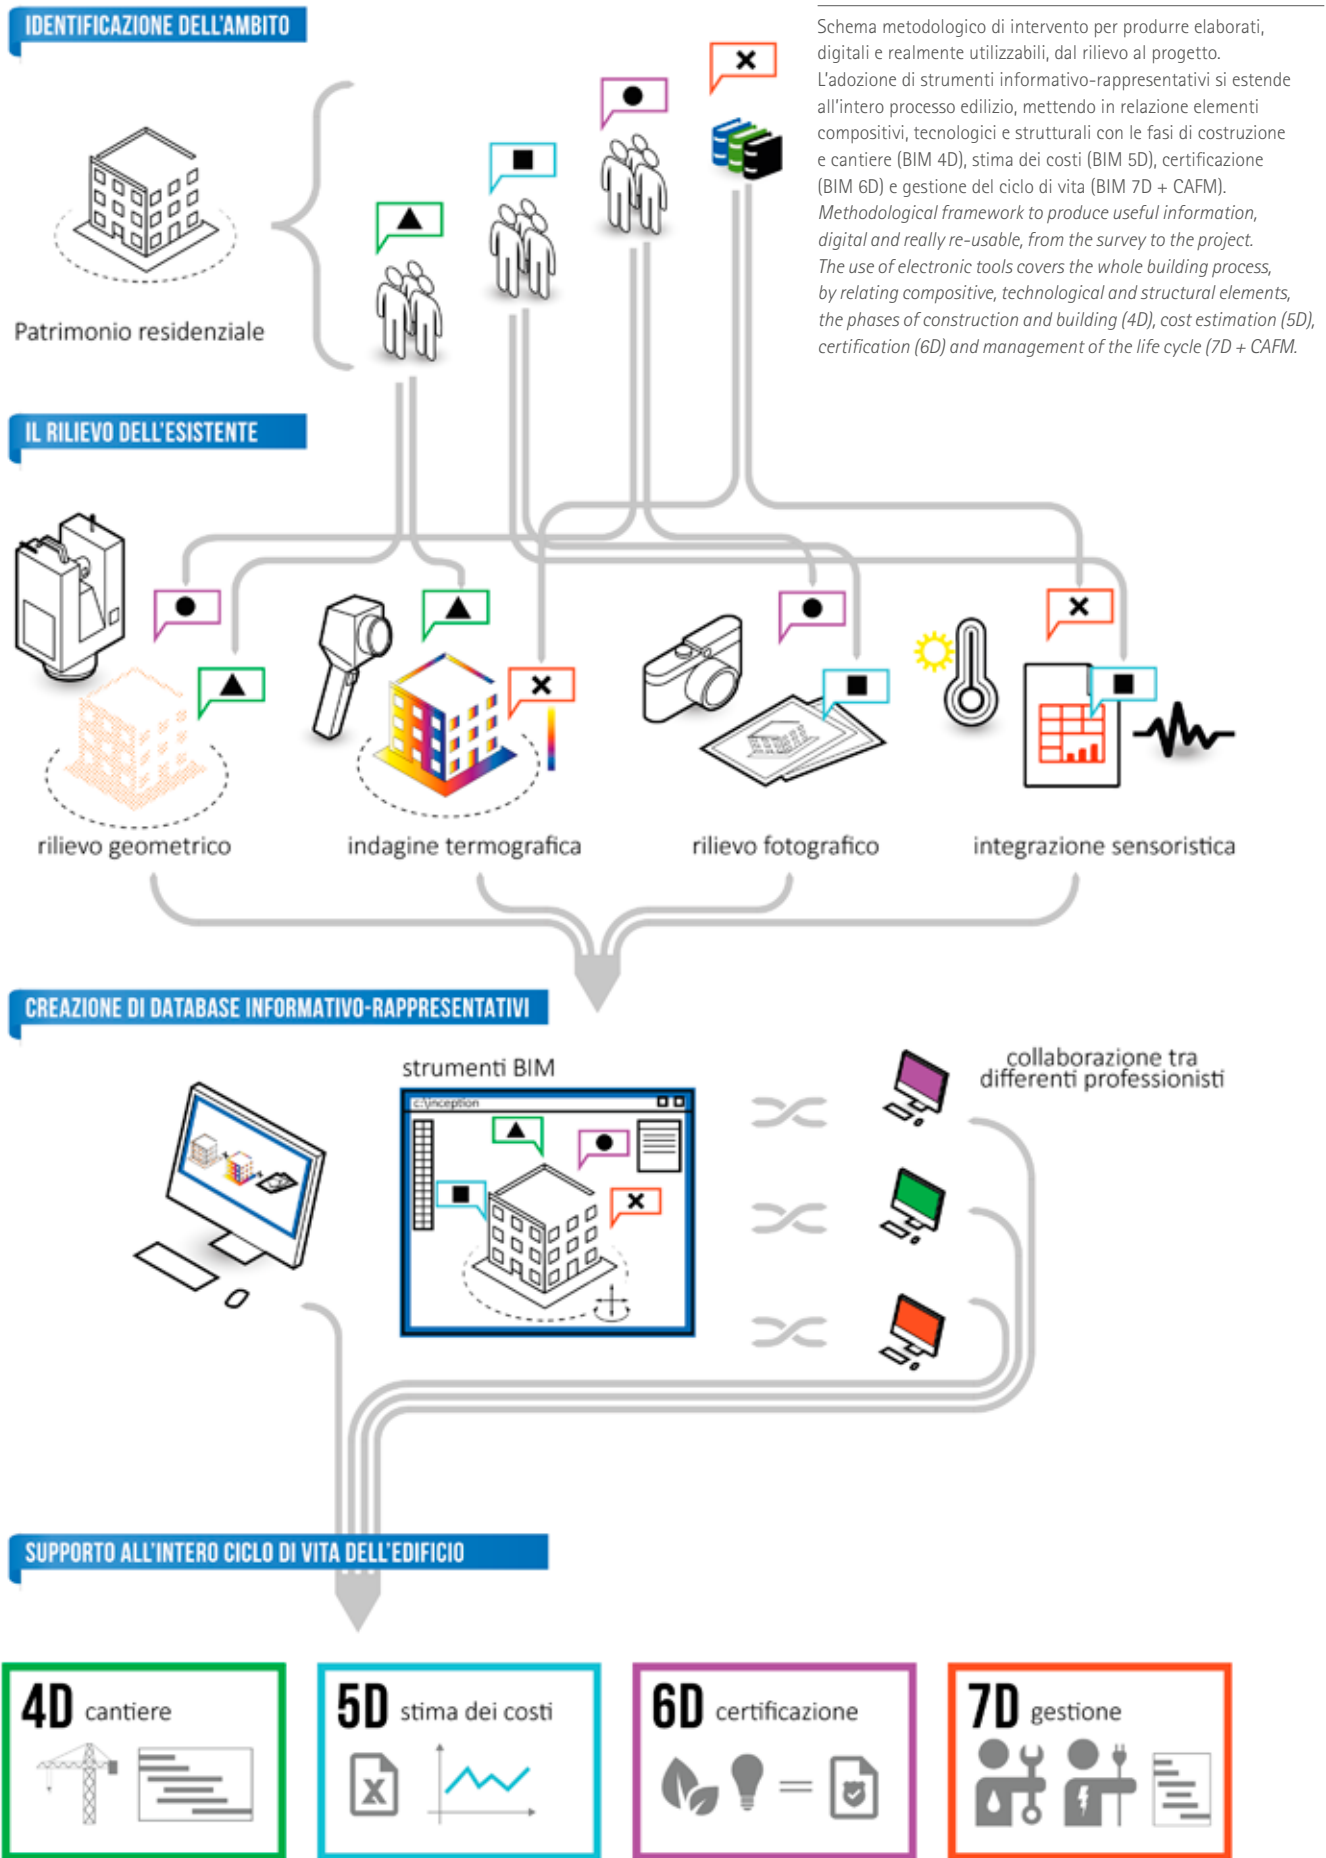 IDENTIFICAZIONE DELL'AMBITO
Schema metodologico di intervento per produrre elaborati,
digitali e realmente utilizzabili, dal rilievo al progetto.
L'adozione di strumenti informativo-rappresentativi si estende
all'intero processo edilizio, mettendo in relazione elementi
compositivi, tecnologici e strutturali con le fasi di costruzione
e cantiere (BIM 4D), stima dei costi (BIM 5D), certificazione
(BIM 6D) e gestione del ciclo di vita (BIM 7D + CAFM).
Methodological framework to produce useful information,
digital and really re-usable, from the survey to the project.
The use of electronic tools covers the whole building process,
by relating compositive, technological and structural elements,
the phases of construction and building (4D), cost estimation (5D),
certification (6D) and management of the life cycle (7D + CAFM.
Patrimonio residenziale
IL RILIEVO DELL'ESISTENTE
rilievo geometrico
indagine termografica
rilievo fotografico
integrazione sensoristica
CREAZIONE DI DATABASE INFORMATIVO-RAPPRESENTATIVI
strumenti BIM
c:\inception
collaborazione tra
differenti professionisti
SUPPORTO ALL'INTERO CICLO DI VITA DELL'EDIFICIO
4D cantiere
5D stima dei costi
X
6D certificazione
7D gestione